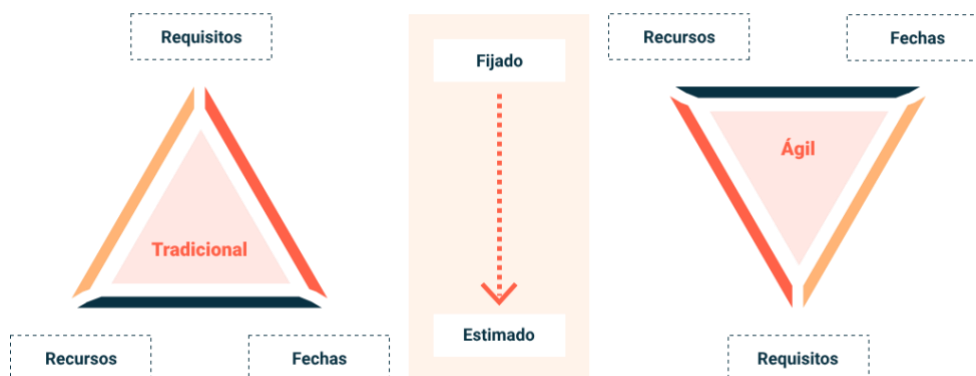 Requisitos
Tradicional
Recursos
Fechas
Fijado
Estimado
Recursos
Fechas
Ágil
Requisitos